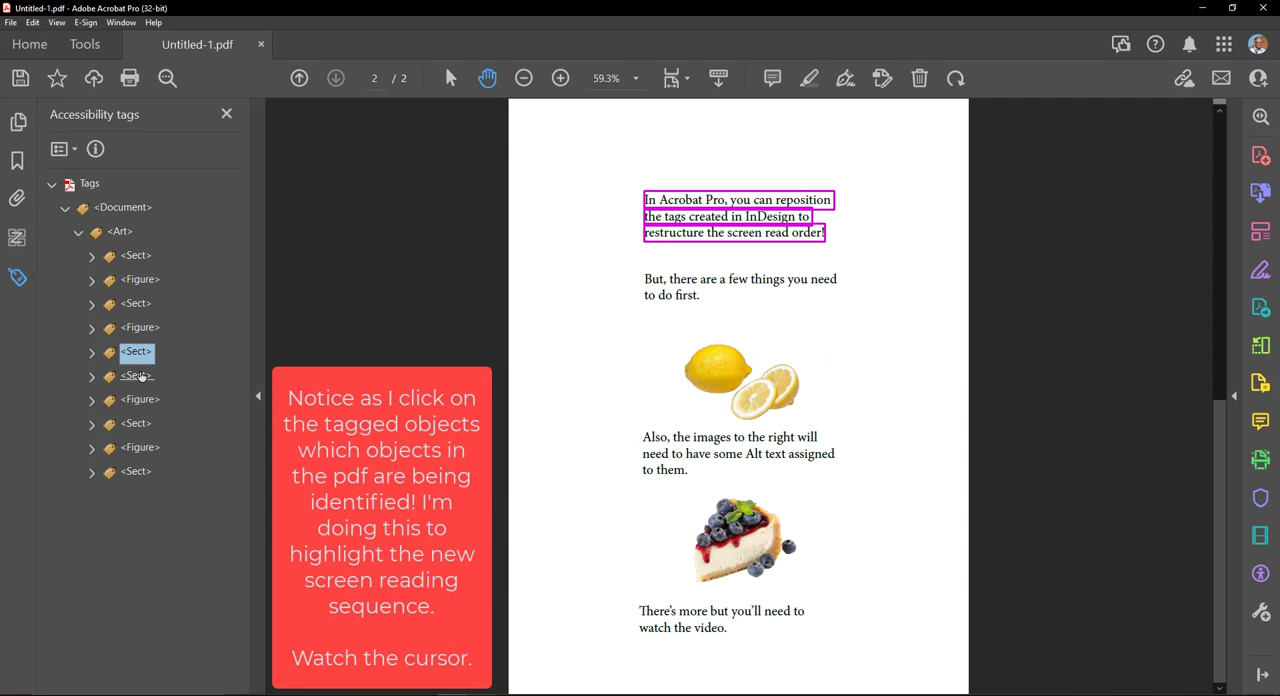 Untitled-1.pdf - Adobe Acrobat Pro (32-bit)
File Edit View E-Sign Window Help
Home Tools Untitled-1.pdf ×
2 / 2 59.3%
Accessibility tags
Tags
<Document>
<Art>
<Sect>
<Figure>
<Sect>
<Figure>
<Sect>
<Sect>
<Figure>
<Sect>
<Figure>
<Sect>
Notice as I click on
the tagged objects
which objects in
the pdf are being
identified! I'm
doing this to
highlight the new
screen reading
sequence.
Watch the cursor.
In Acrobat Pro, you can reposition
the tags created in InDesign to
restructure the screen read order!
But, there are a few things you need
to do first.
Also, the images to the right will
need to have some Alt text assigned
to them.
There's more but you'll need to
watch the video.